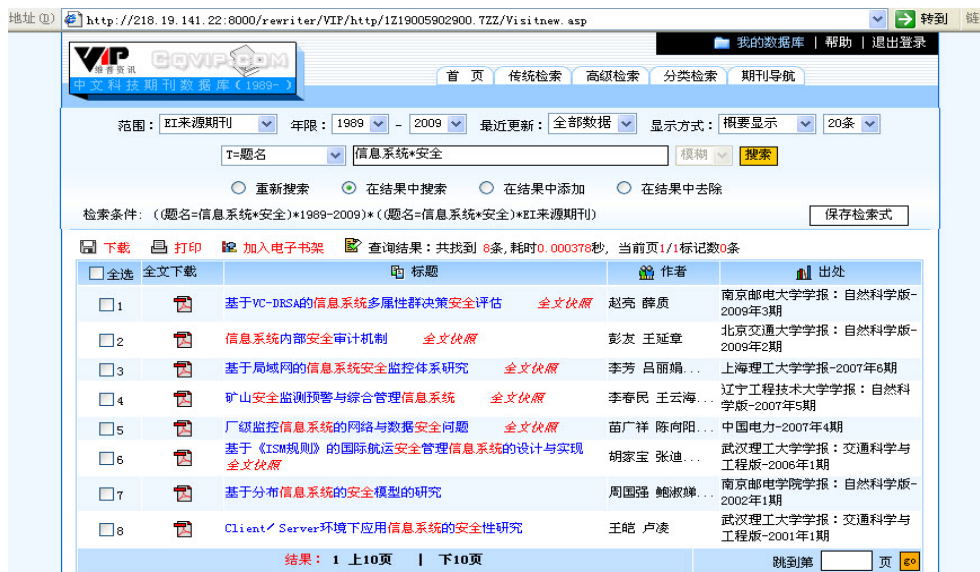 地址(D) http://218.19.141.22:8000/rewriter/VIP/http/1Z19005902900.7ZZ/Visitnew.asp 转到 链
我的数据库 | 帮助 | 退出登录
VIP 维普资讯 CQVIP.COM
中文科技期刊数据库(1989-)
首 页 传统检索 高级检索 分类检索 期刊导航
范围: EI来源期刊 年限: 1989 - 2009 最近更新: 全部数据 显示方式: 概要显示 20条
T=题名 信息系统*安全 模糊 搜索
重新搜索 在结果中搜索 在结果中添加 在结果中去除
检索条件: ((题名=信息系统*安全)*1989-2009)*((题名=信息系统*安全)*EI来源期刊) 保存检索式
下载 打印 加入电子书架 查询结果:共找到 8条,耗时0.000378秒, 当前页1/1标记数0条
全选 全文下载 标题 作者 出处
1 基于VC-DRSA的信息系统多属性群决策安全评估 全文快照 赵亮 薛质 南京邮电大学学报:自然科学版-
2009年3期
2 信息系统内部安全审计机制 全文快照 彭友 王延章 北京交通大学学报:自然科学版-
2009年2期
3 基于局域网的信息系统安全监控体系研究 全文快照 李芳 吕丽娟... 上海理工大学学报-2007年6期
4 矿山安全监测预警与综合管理信息系统 全文快照 李春民 王云海... 辽宁工程技术大学学报:自然科
学版-2007年5期
5 厂级监控信息系统的网络与数据安全问题 全文快照 苗广祥 陈向阳... 中国电力-2007年4期
6 基于《ISM规则》的国际航运安全管理信息系统的设计与实现
全文快照 胡家宝 张迪... 武汉理工大学学报:交通科学与
工程版-2006年1期
7 基于分布信息系统的安全模型的研究 周国强 鲍淑娣... 南京邮电学院学报:自然科学版-
2002年1期
8 Client/Server环境下应用信息系统的安全性研究 王皓 卢凌 武汉理工大学学报:交通科学与
工程版-2001年1期
结果: 1 上10页 | 下10页 跳到第 页 go